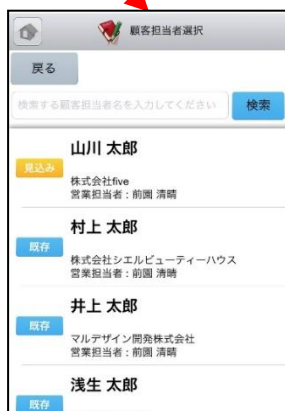 顧客担当者選択
戻る
検索する顧客担当者名を入力してください
検索
山川 太郎
見込み
株式会社five
営業担当者：前園 清晴
村上 太郎
既存
株式会社シエルビューティーハウス
営業担当者：前園 清晴
井上 太郎
既存
マルデザイン開発株式会社
営業担当者：前園 清晴
浅生 太郎
既存